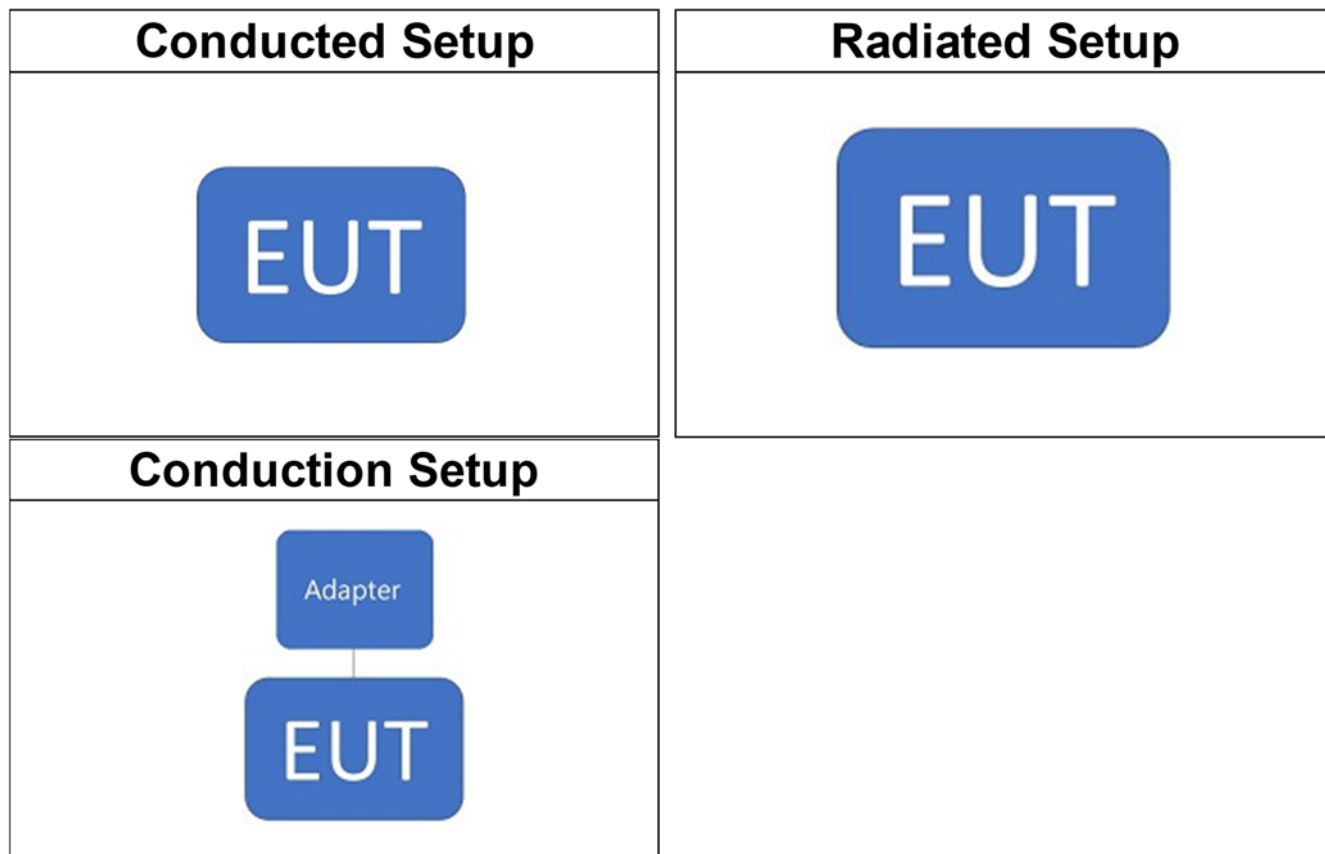 Conducted Setup
EUT
Radiated Setup
EUT
Conduction Setup
Adapter
EUT